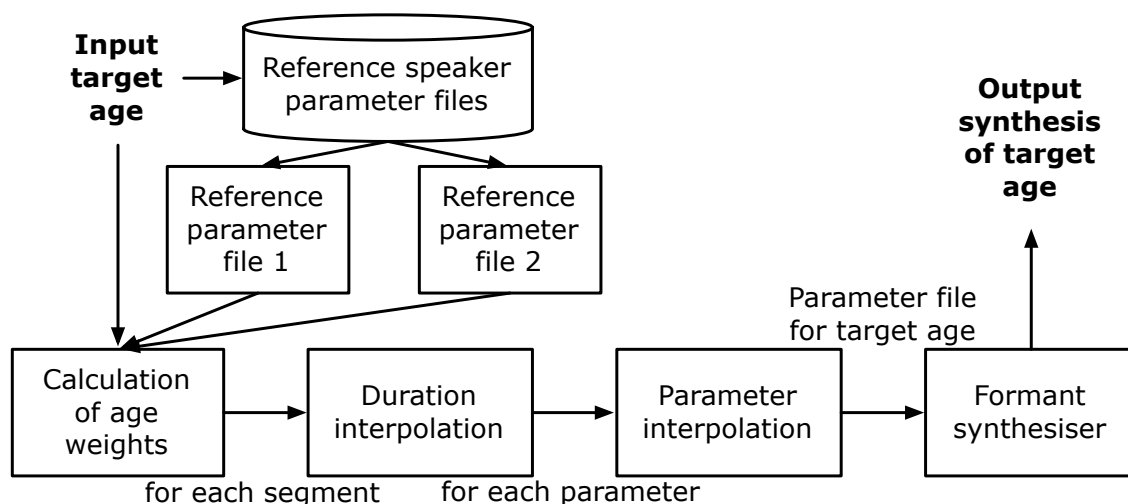 Input
target
age
Reference speaker
parameter files
Reference
parameter
file 1
Reference
parameter
file 2
Output
synthesis
of target
age
Parameter file
for target age
Calculation
of age
weights
for each segment
Duration
interpolation
for each parameter
Parameter
interpolation
Formant
synthesiser